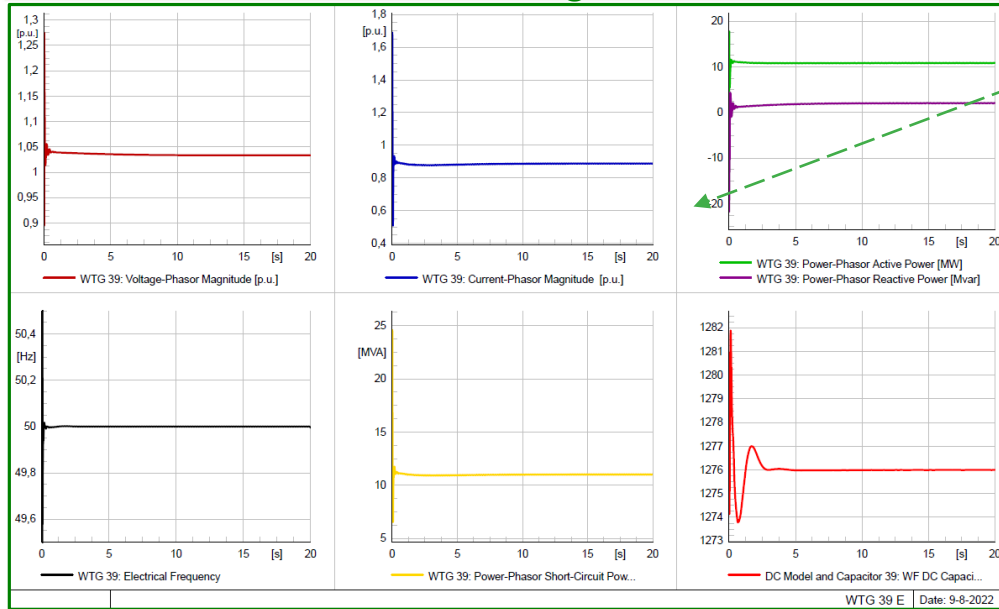 1,3
[p.u.]
1,25
1,2
1,15
1,1
1,05
1
0,95
0,9
0 5 10 [s] 20
WTG 39: Voltage-Phasor Magnitude [p.u.]
1,8
[p.u.]
1,6
1,4
1,2
1
0,8
0,6
0,4
0 5 10 [s] 20
WTG 39: Current-Phasor Magnitude [p.u.]
20
10
0
-10
-20
0 5 10 15 [s] 20
WTG 39: Power-Phasor Active Power [MW]
WTG 39: Power-Phasor Reactive Power [Mvar]
50,4
[Hz]
50,2
50
49,8
49,6
0 5 10 15 [s] 20
WTG 39: Electrical Frequency
25
[MVA]
20
15
10
5
0 5 10 15 [s] 20
WTG 39: Power-Phasor Short-Circuit Pow...
1282
1281
1280
1279
1278
1277
1276
1275
1274
1273
0 5 10 15 [s] 20
DC Model and Capacitor 39: WF DC Capaci...
WTG 39 E Date: 9-8-2022